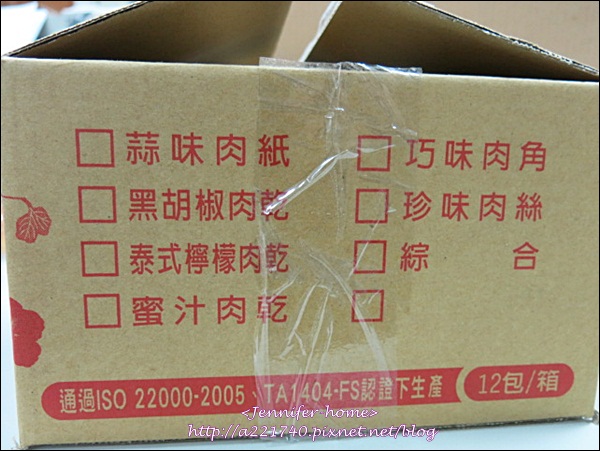 □ 蒜味肉紙 □ 巧味肉角
□ 黑胡椒肉乾 □ 珍味肉絲
□ 泰式檸檬肉乾 □ 綜合
□ 蜜汁肉乾 □
通過ISO 22000-2005、TA1404-FS認證下生產 12包/箱
<Jennifer-home>
http://a221740.pixnet.net/blog